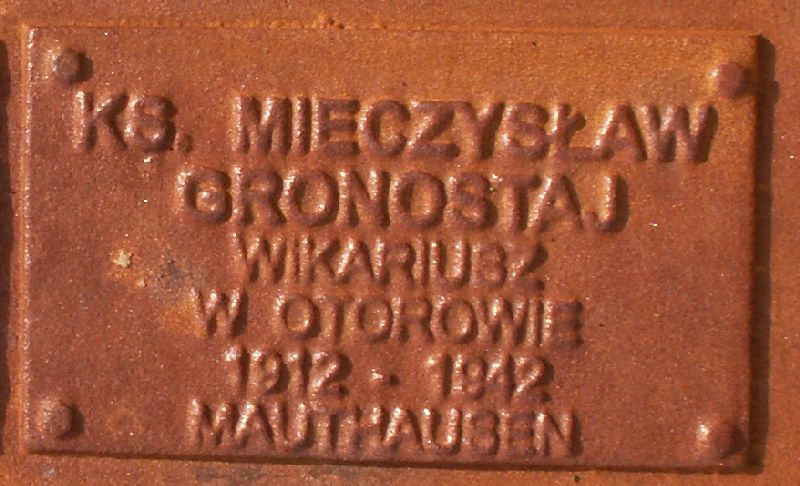 KS. MIECZYSŁAW
GRONOSTAJ
WIKARIUSZ
W OTOROWIE
1912 - 1942
MAUTHAUSEN